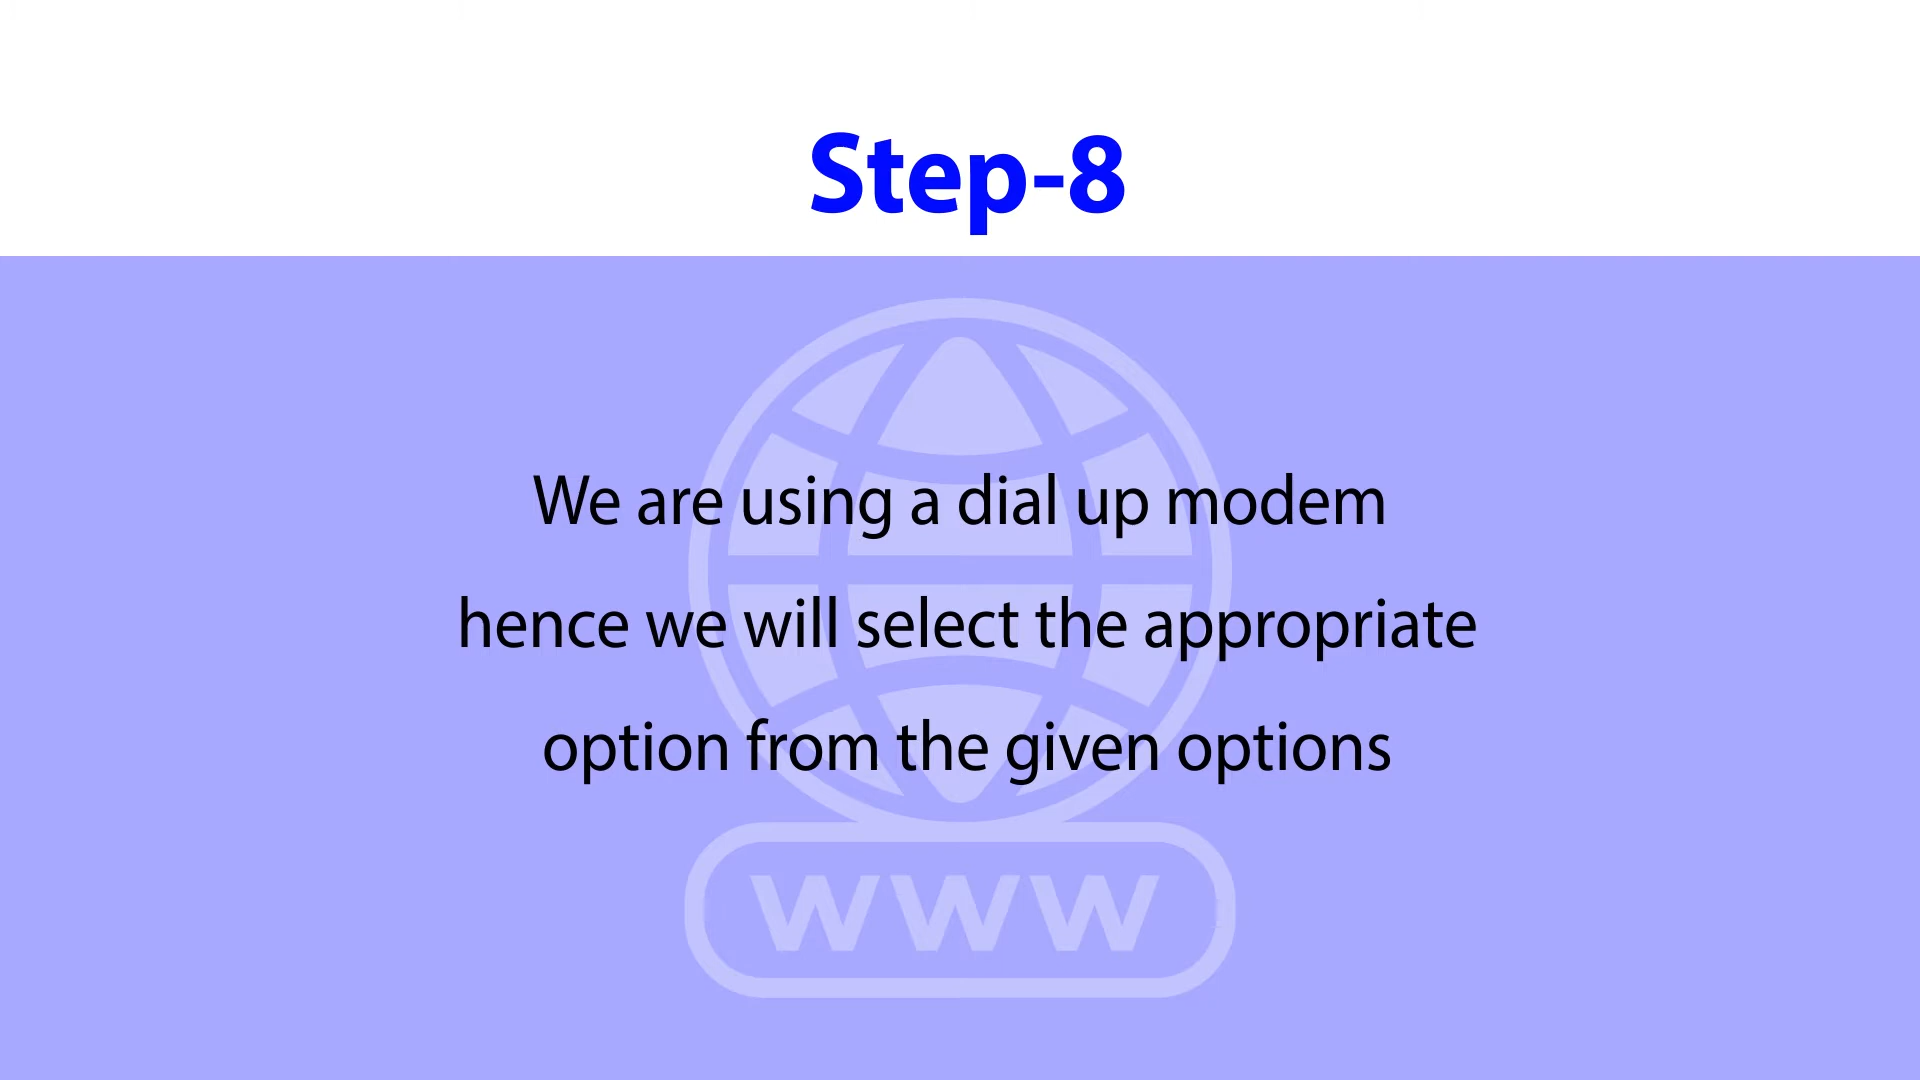 Step-8
We are using a dial up modem
hence we will select the appropriate
option from the given options
WWW